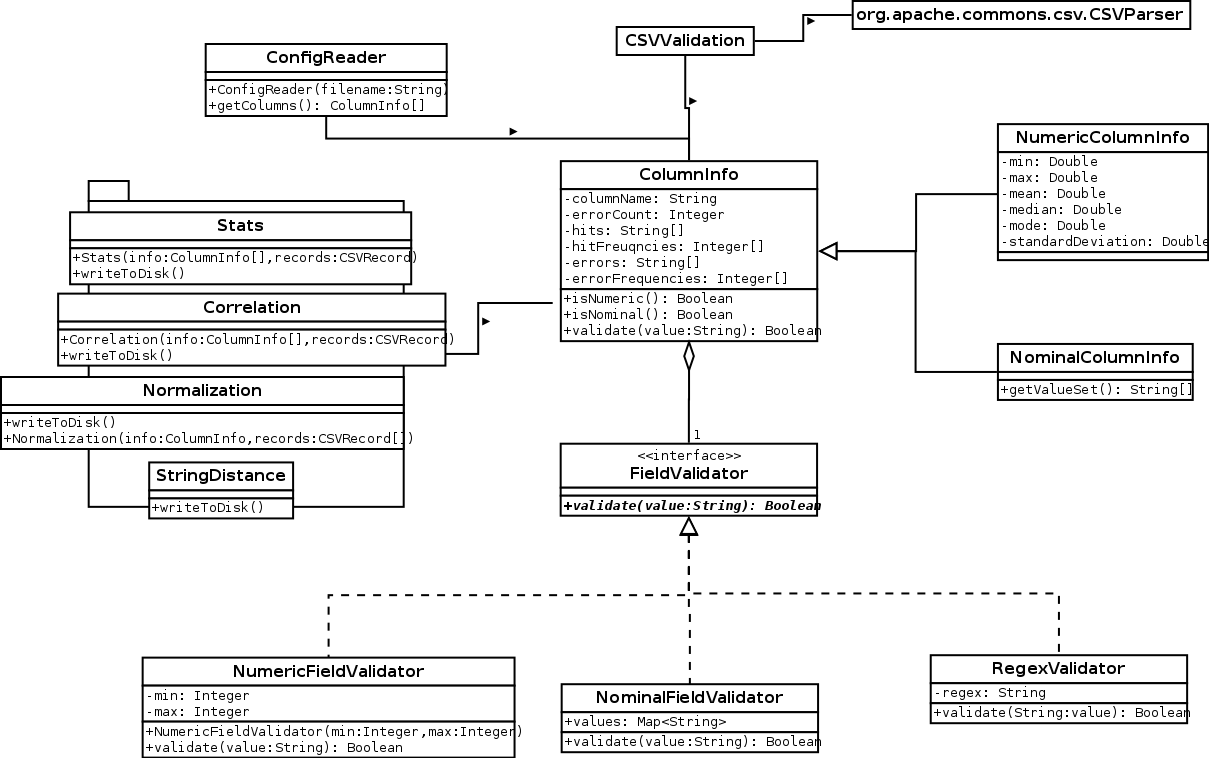 org.apache.commons.csv.CSVParser
CSVValidation
ConfigReader
+ConfigReader(filename:String)
+getColumns(): ColumnInfo[]
NumericColumnInfo
-min: Double
-max: Double
-mean: Double
-median: Double
-mode: Double
-standardDeviation: Double
ColumnInfo
-columnName: String
-errorCount: Integer
-hits: String[]
-hitFreuqncies: Integer[]
-errors: String[]
-errorFrequencies: Integer[]
+isNumeric(): Boolean
+isNominal(): Boolean
+validate(value:String): Boolean
Stats
+Stats(info:ColumnInfo[],records:CSVRecord)
+writeToDisk()
Correlation
+Correlation(info:ColumnInfo[],records:CSVRecord)
+writeToDisk()
Normalization
+writeToDisk()
+Normalization(info:ColumnInfo,records:CSVRecord[])
StringDistance
+writeToDisk()
NominalColumnInfo
+getValueSet(): String[]
1
<<interface>>
FieldValidator
+validate(value:String): Boolean
NumericFieldValidator
-min: Integer
-max: Integer
+NumericFieldValidator(min:Integer,max:Integer)
+validate(value:String): Boolean
NominalFieldValidator
+values: Map<String>
+validate(value:String): Boolean
RegexValidator
-regex: String
+validate(String:value): Boolean